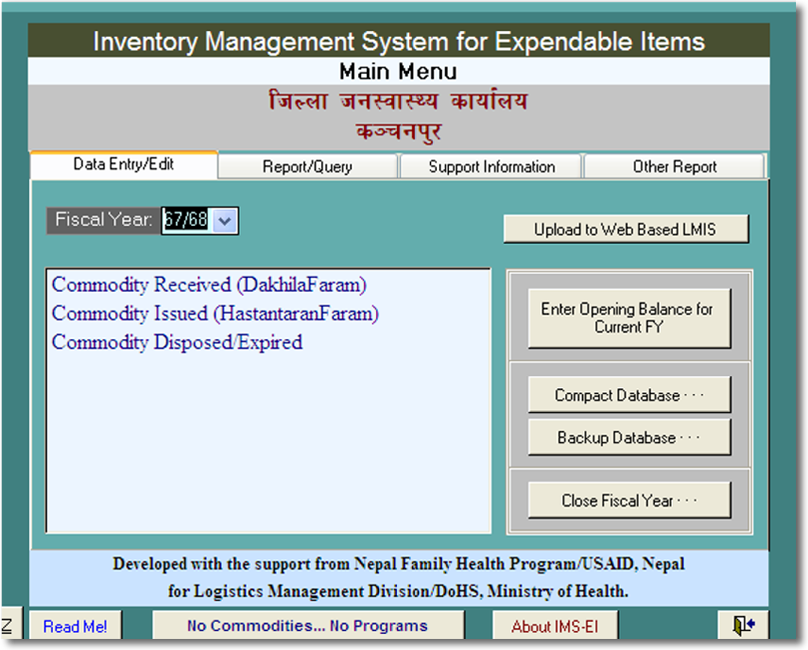 Inventory Management System for Expendable Items
Main Menu
जिल्ला जनस्वास्थ्य कार्यालय
कञ्चनपुर
Data Entry/Edit
Report/Query
Support Information
Other Report
Fiscal Year: 67/68
Upload to Web Based LMIS
Commodity Received (DakhilaFaram)
Commodity Issued (HastantaranFaram)
Commodity Disposed/Expired
Enter Opening Balance for
Current FY
Compact Database · · ·
Backup Database · · ·
Close Fiscal Year · · ·
Developed with the support from Nepal Family Health Program/USAID, Nepal
for Logistics Management Division/DoHS, Ministry of Health.
Z
Read Me!
No Commodities... No Programs
About IMS-EI